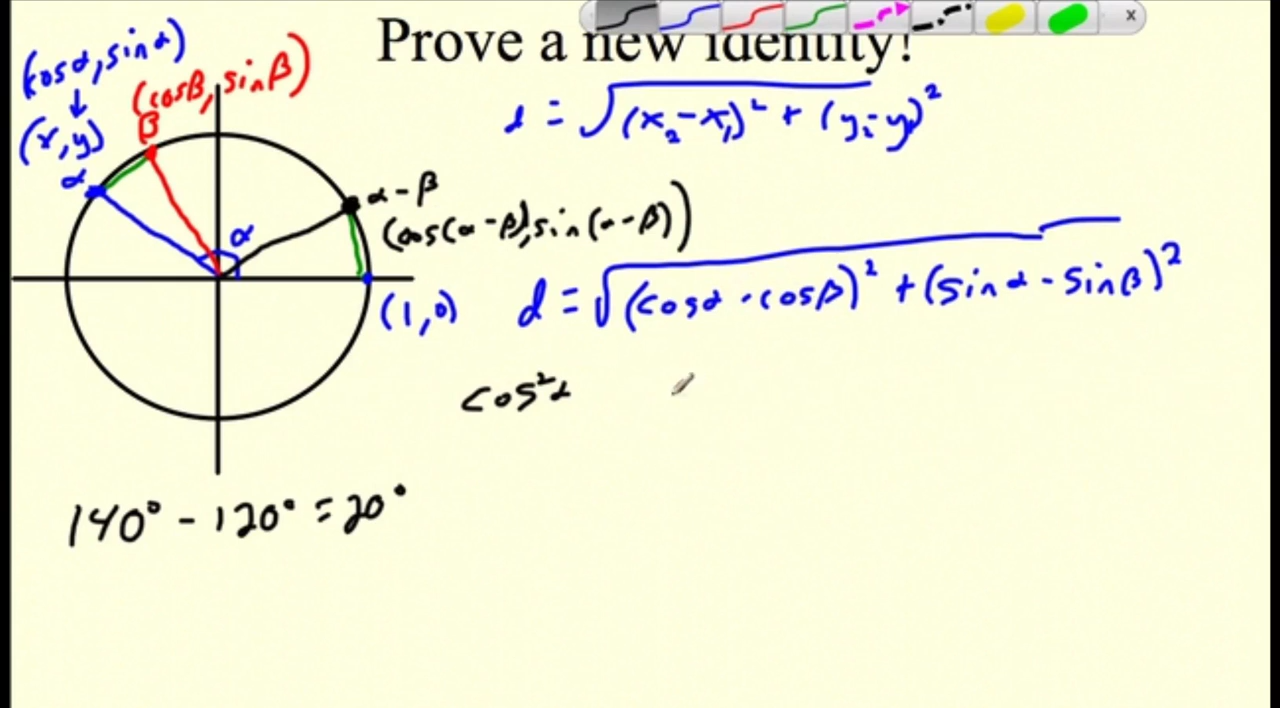 Prove a new identity!
(cosα, sinα)
(cosβ, sinβ)
(x, y)
β
α
d = √(x₂-x₁)² + (y₂-y₁)²
α
α-β
(cos(α-β), sin(α-β))
(1, 0)
d = √(cosα - cosβ)² + (sinα - sinβ)²
cos²α
140° - 120° = 20°
x